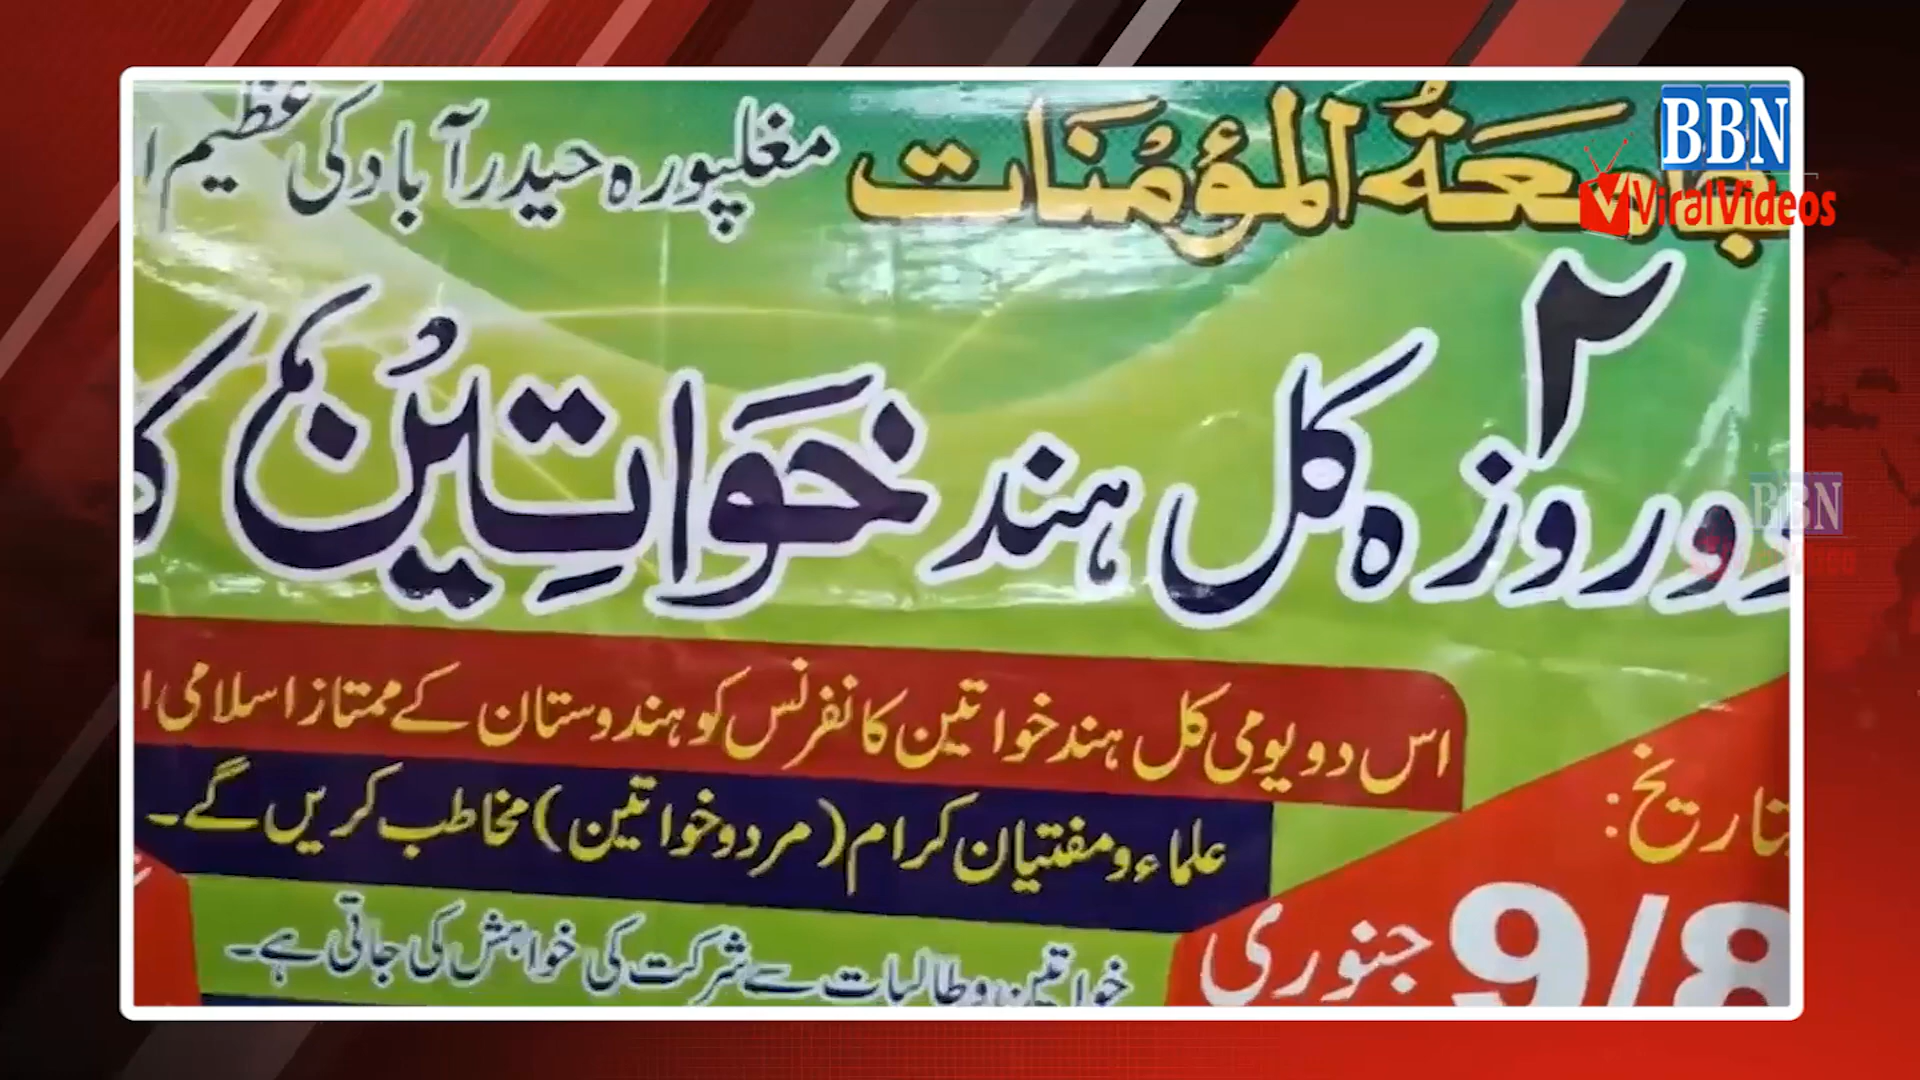 جامعۃ المؤمنات مغلپورہ حیدرآباد کی عظیم ا
BBN
ViralVideos
۲
دو روزہ کل ہند خواتین
BBN
اس دو یومی کل ہند خواتین کانفرنس کو ہندوستان کے ممتاز اسلامی ا
علماء و مفتیان کرام (مرد و خواتین) مخاطب کریں گے۔
خواتین و طالبات سے شرکت کی خواہش کی جاتی ہے۔
تاریخ:
8/9 جنوری